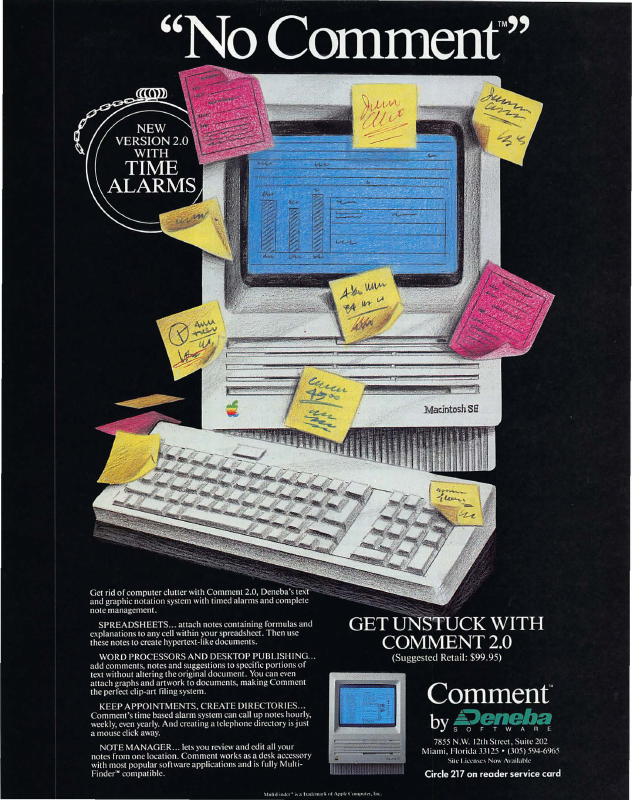 “No Comment™”
NEW
VERSION 2.0
WITH
TIME
ALARMS
Macintosh SE
Get rid of computer clutter with Comment 2.0, Deneba's text
and graphic notation system with timed alarms and complete
note management.
SPREADSHEETS... attach notes containing formulas and
explanations to any cell within your spreadsheet. Then use
these notes to create hypertext-like documents.
WORD PROCESSORS AND DESKTOP PUBLISHING...
add comments, notes and suggestions to specific portions of
text without altering the original document. You can even
attach graphs and artwork to documents, making Comment
the perfect clip-art filing system.
KEEP APPOINTMENTS, CREATE DIRECTORIES...
Comment's time based alarm system can call up notes hourly,
weekly, even yearly. And creating a telephone directory is just
a mouse click away.
NOTE MANAGER... lets you review and edit all your
notes from one location. Comment works as a desk accessory
with most popular software applications and is fully Multi-
Finder™ compatible.
GET UNSTUCK WITH
COMMENT 2.0
(Suggested Retail: $99.95)
Comment™
by Deneba
SOFTWARE
7855 N.W. 12th Street, Suite 202
Miami, Florida 33125 • (305) 594-6965
Site Licenses Now Available
Circle 217 on reader service card
MultiFinder™ is a Trademark of Apple Computer, Inc.